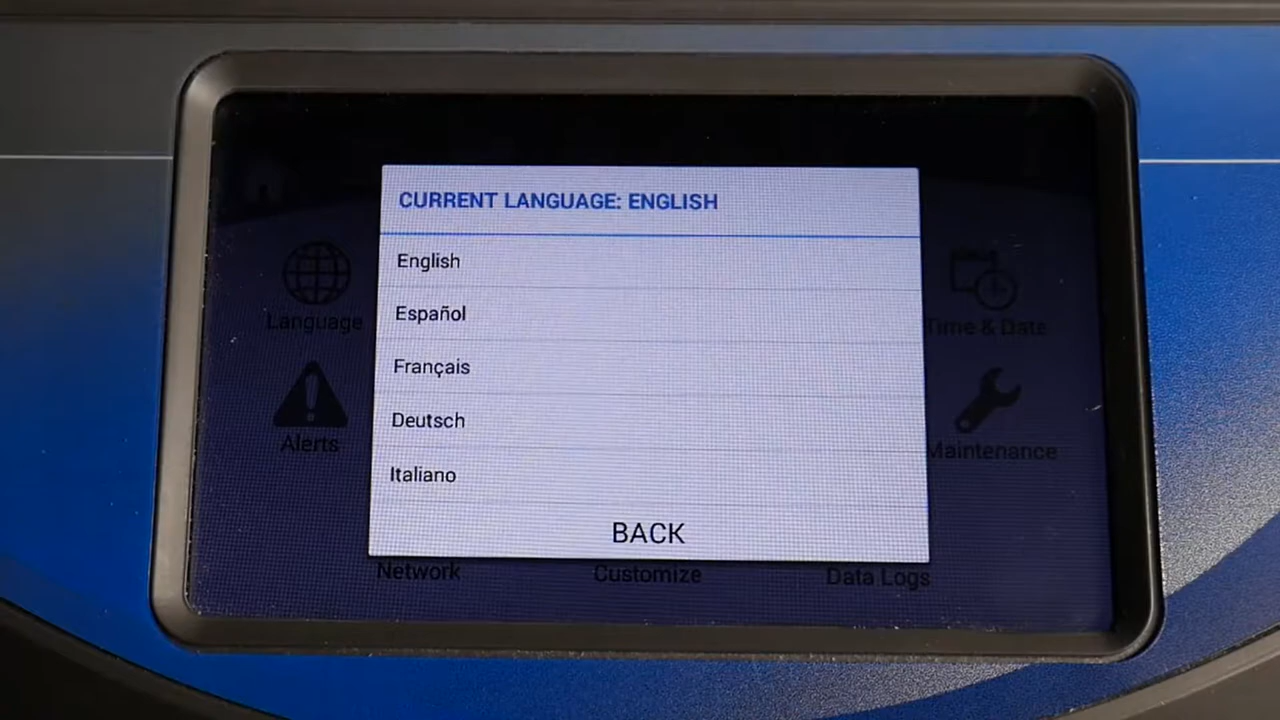 CURRENT LANGUAGE: ENGLISH
English
Español
Français
Deutsch
Italiano
BACK
Language
Time & Date
Alerts
Maintenance
Network
Customize
Data Logs